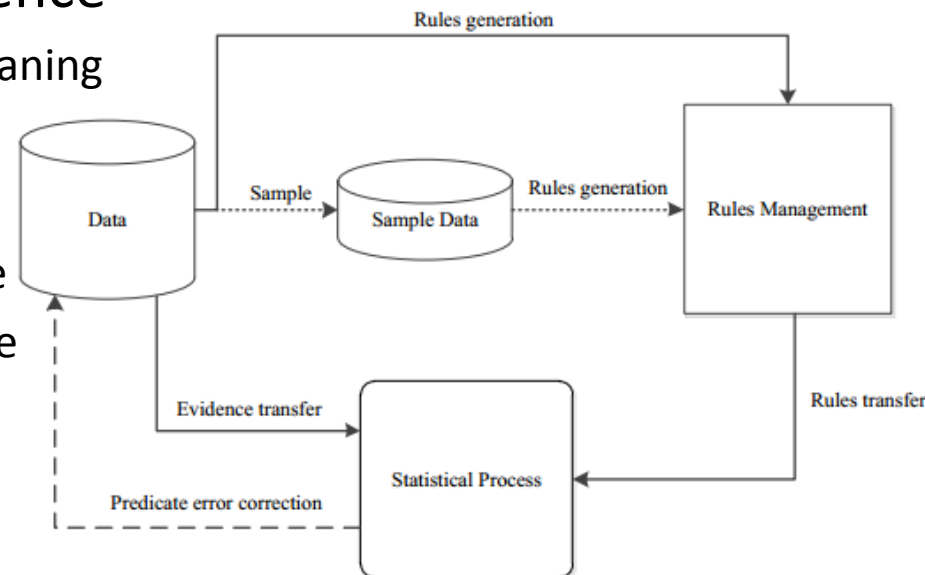 Rules generation
Data
Sample
Sample Data
Rules generation
Rules Management
Evidence transfer
Rules transfer
Statistical Process
Predicate error correction